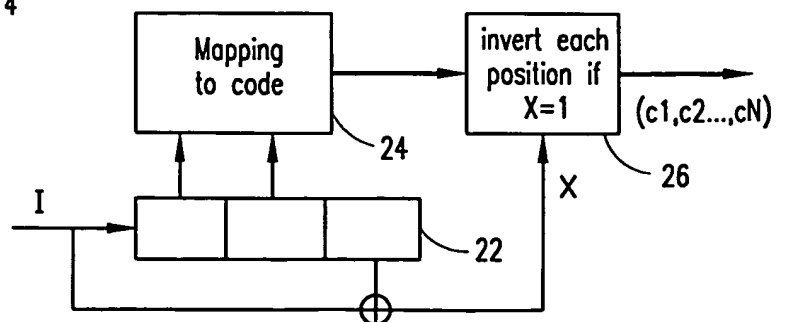 4
Mapping
to code
invert each
position if
X=1
(c1,c2...,cN)
24
26
I
X
22